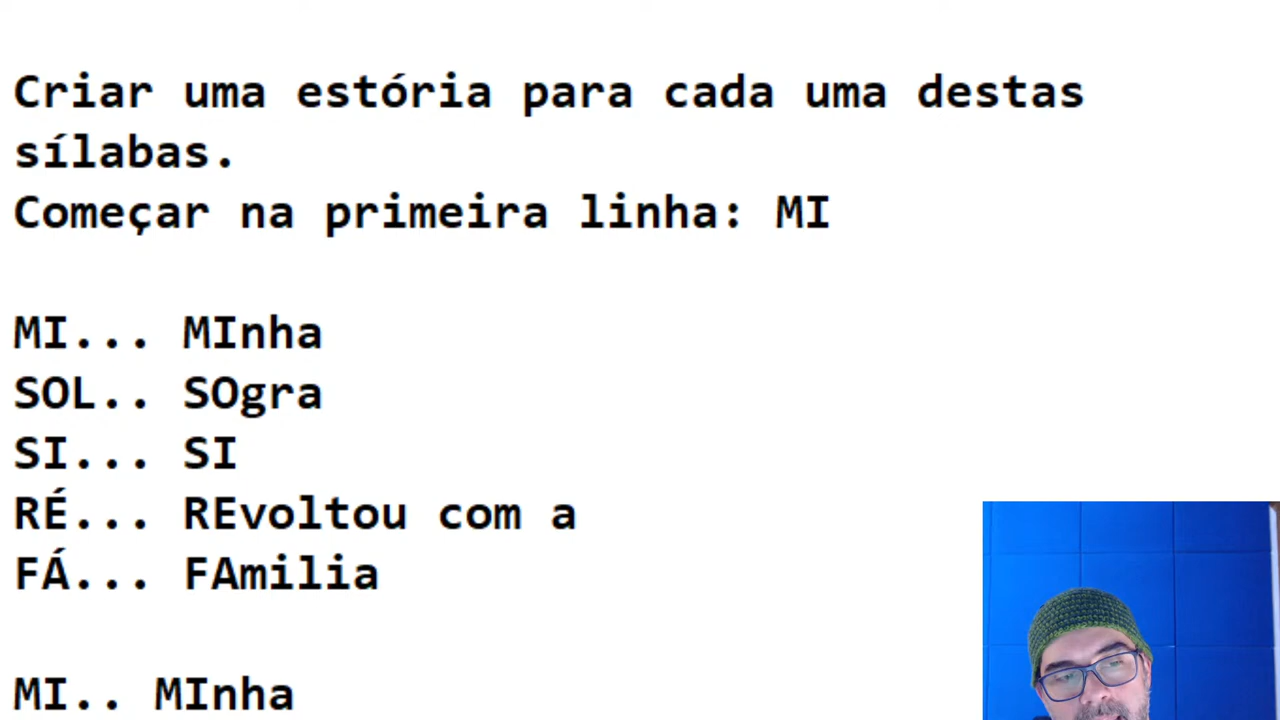 Criar uma estória para cada uma destas
sílabas.
Começar na primeira linha: MI
MI... MInha
SOL.. SOgra
SI... SI
RÉ... REvoltou com a
FÁ... FAmilia
MI.. MInha